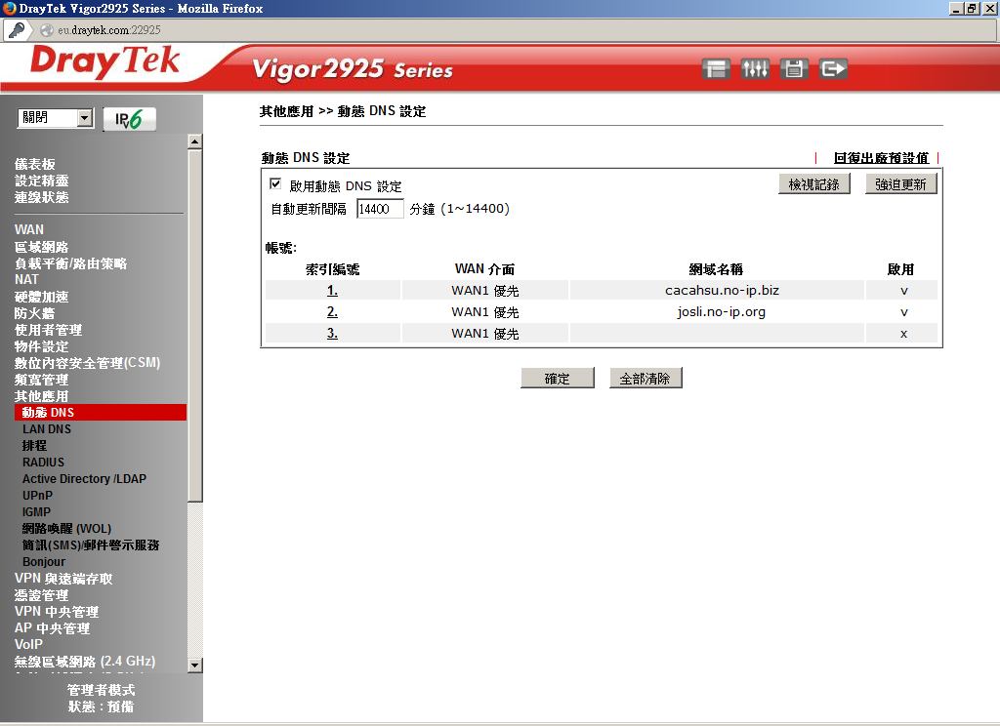 DrayTek Vigor2925 Series - Mozilla Firefox
eu.draytek.com:22925
DrayTek
Vigor2925 Series
關閉
IPv6
儀表板
設定精靈
連線狀態
WAN
區域網路
負載平衡/路由策略
NAT
硬體加速
防火牆
使用者管理
物件設定
數位內容安全管理(CSM)
頻寬管理
其他應用
動態 DNS
LAN DNS
排程
RADIUS
Active Directory /LDAP
UPnP
IGMP
網路喚醒 (WOL)
簡訊(SMS)/郵件警示服務
Bonjour
VPN 與遠端存取
憑證管理
VPN 中央管理
AP 中央管理
VoIP
無線區域網路 (2.4 GHz)
管理者模式
狀態：預備
其他應用 >> 動態 DNS 設定
動態 DNS 設定 | 回復出廠預設值 |
啟用動態 DNS 設定 檢視記錄 強迫更新
自動更新間隔 14400 分鐘 (1~14400)
帳號:
索引編號 WAN 介面 網域名稱 啟用
1. WAN1 優先 cacahsu.no-ip.biz v
2. WAN1 優先 josli.no-ip.org v
3. WAN1 優先 x
確定 全部清除